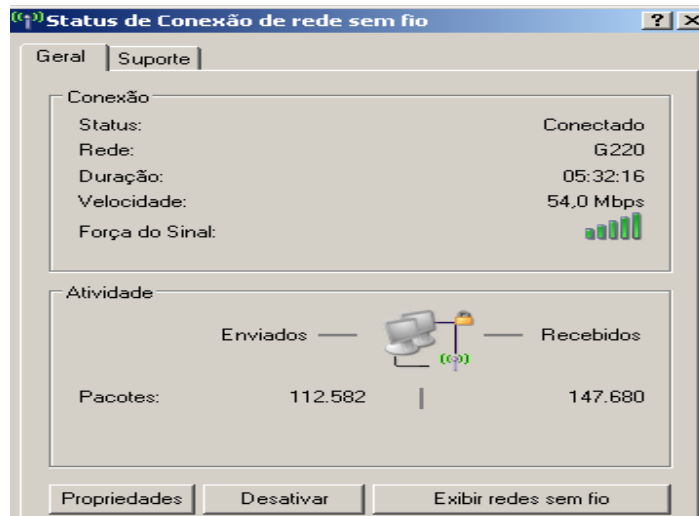 Status de Conexão de rede sem fio
Geral Suporte
Conexão
Status: Conectado
Rede: G220
Duração: 05:32:16
Velocidade: 54,0 Mbps
Força do Sinal:
Atividade
Enviados Recebidos
Pacotes: 112.582 147.680
Propriedades Desativar Exibir redes sem fio